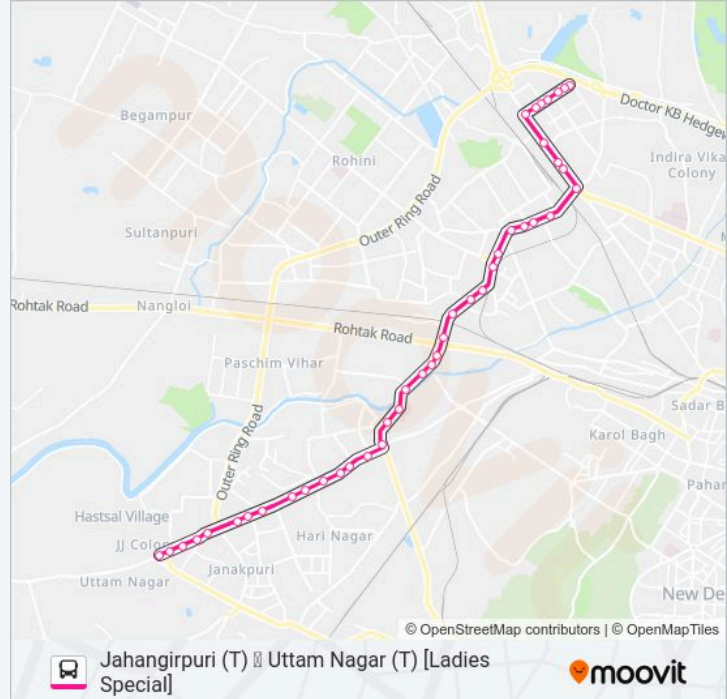 Doctor KB Hedgew
Begampur
Indira Vika
Colony
Rohini
Outer Ring Road
Sultanpuri
Rohtak Road
Nangloi
Rohtak Road
Paschim Vihar
Sadar B
Karol Bagh
Outer Ring Road
Pahar
Hastsal Village
Hari Nagar
JJ Colon
Janakpuri
Uttam Nagar
New De
© OpenStreetMap contributors | © OpenMapTiles
Jahangirpuri (T) Uttam Nagar (T) [Ladies
Special]
moovit